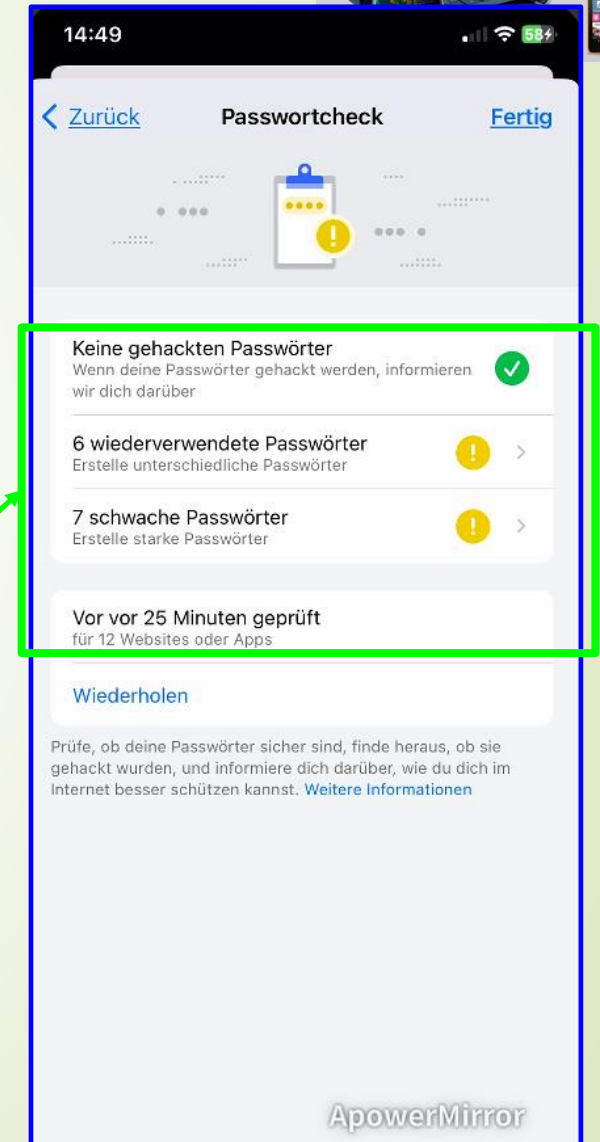 14:49
58
Zurück Passwortcheck Fertig
Keine gehackten Passwörter
Wenn deine Passwörter gehackt werden, informieren
wir dich darüber
6 wiederverwendete Passwörter
Erstelle unterschiedliche Passwörter
7 schwache Passwörter
Erstelle starke Passwörter
Vor vor 25 Minuten geprüft
für 12 Websites oder Apps
Wiederholen
Prüfe, ob deine Passwörter sicher sind, finde heraus, ob sie
gehackt wurden, und informiere dich darüber, wie du dich im
Internet besser schützen kannst. Weitere Informationen
ApowerMirror